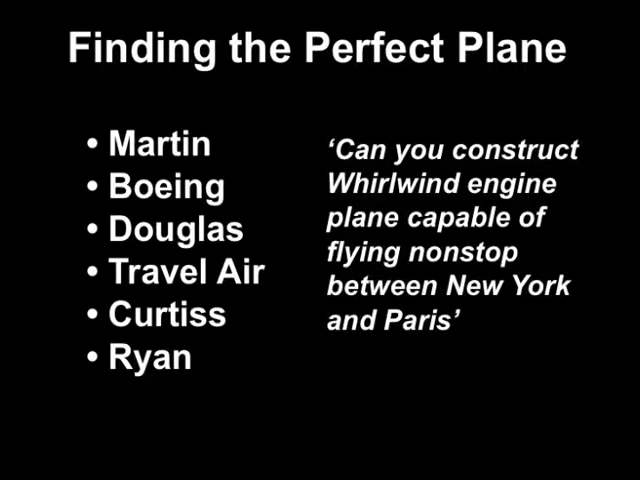 Finding the Perfect Plane
• Martin
• Boeing
• Douglas
• Travel Air
• Curtiss
• Ryan
‘Can you construct
Whirlwind engine
plane capable of
flying nonstop
between New York
and Paris’